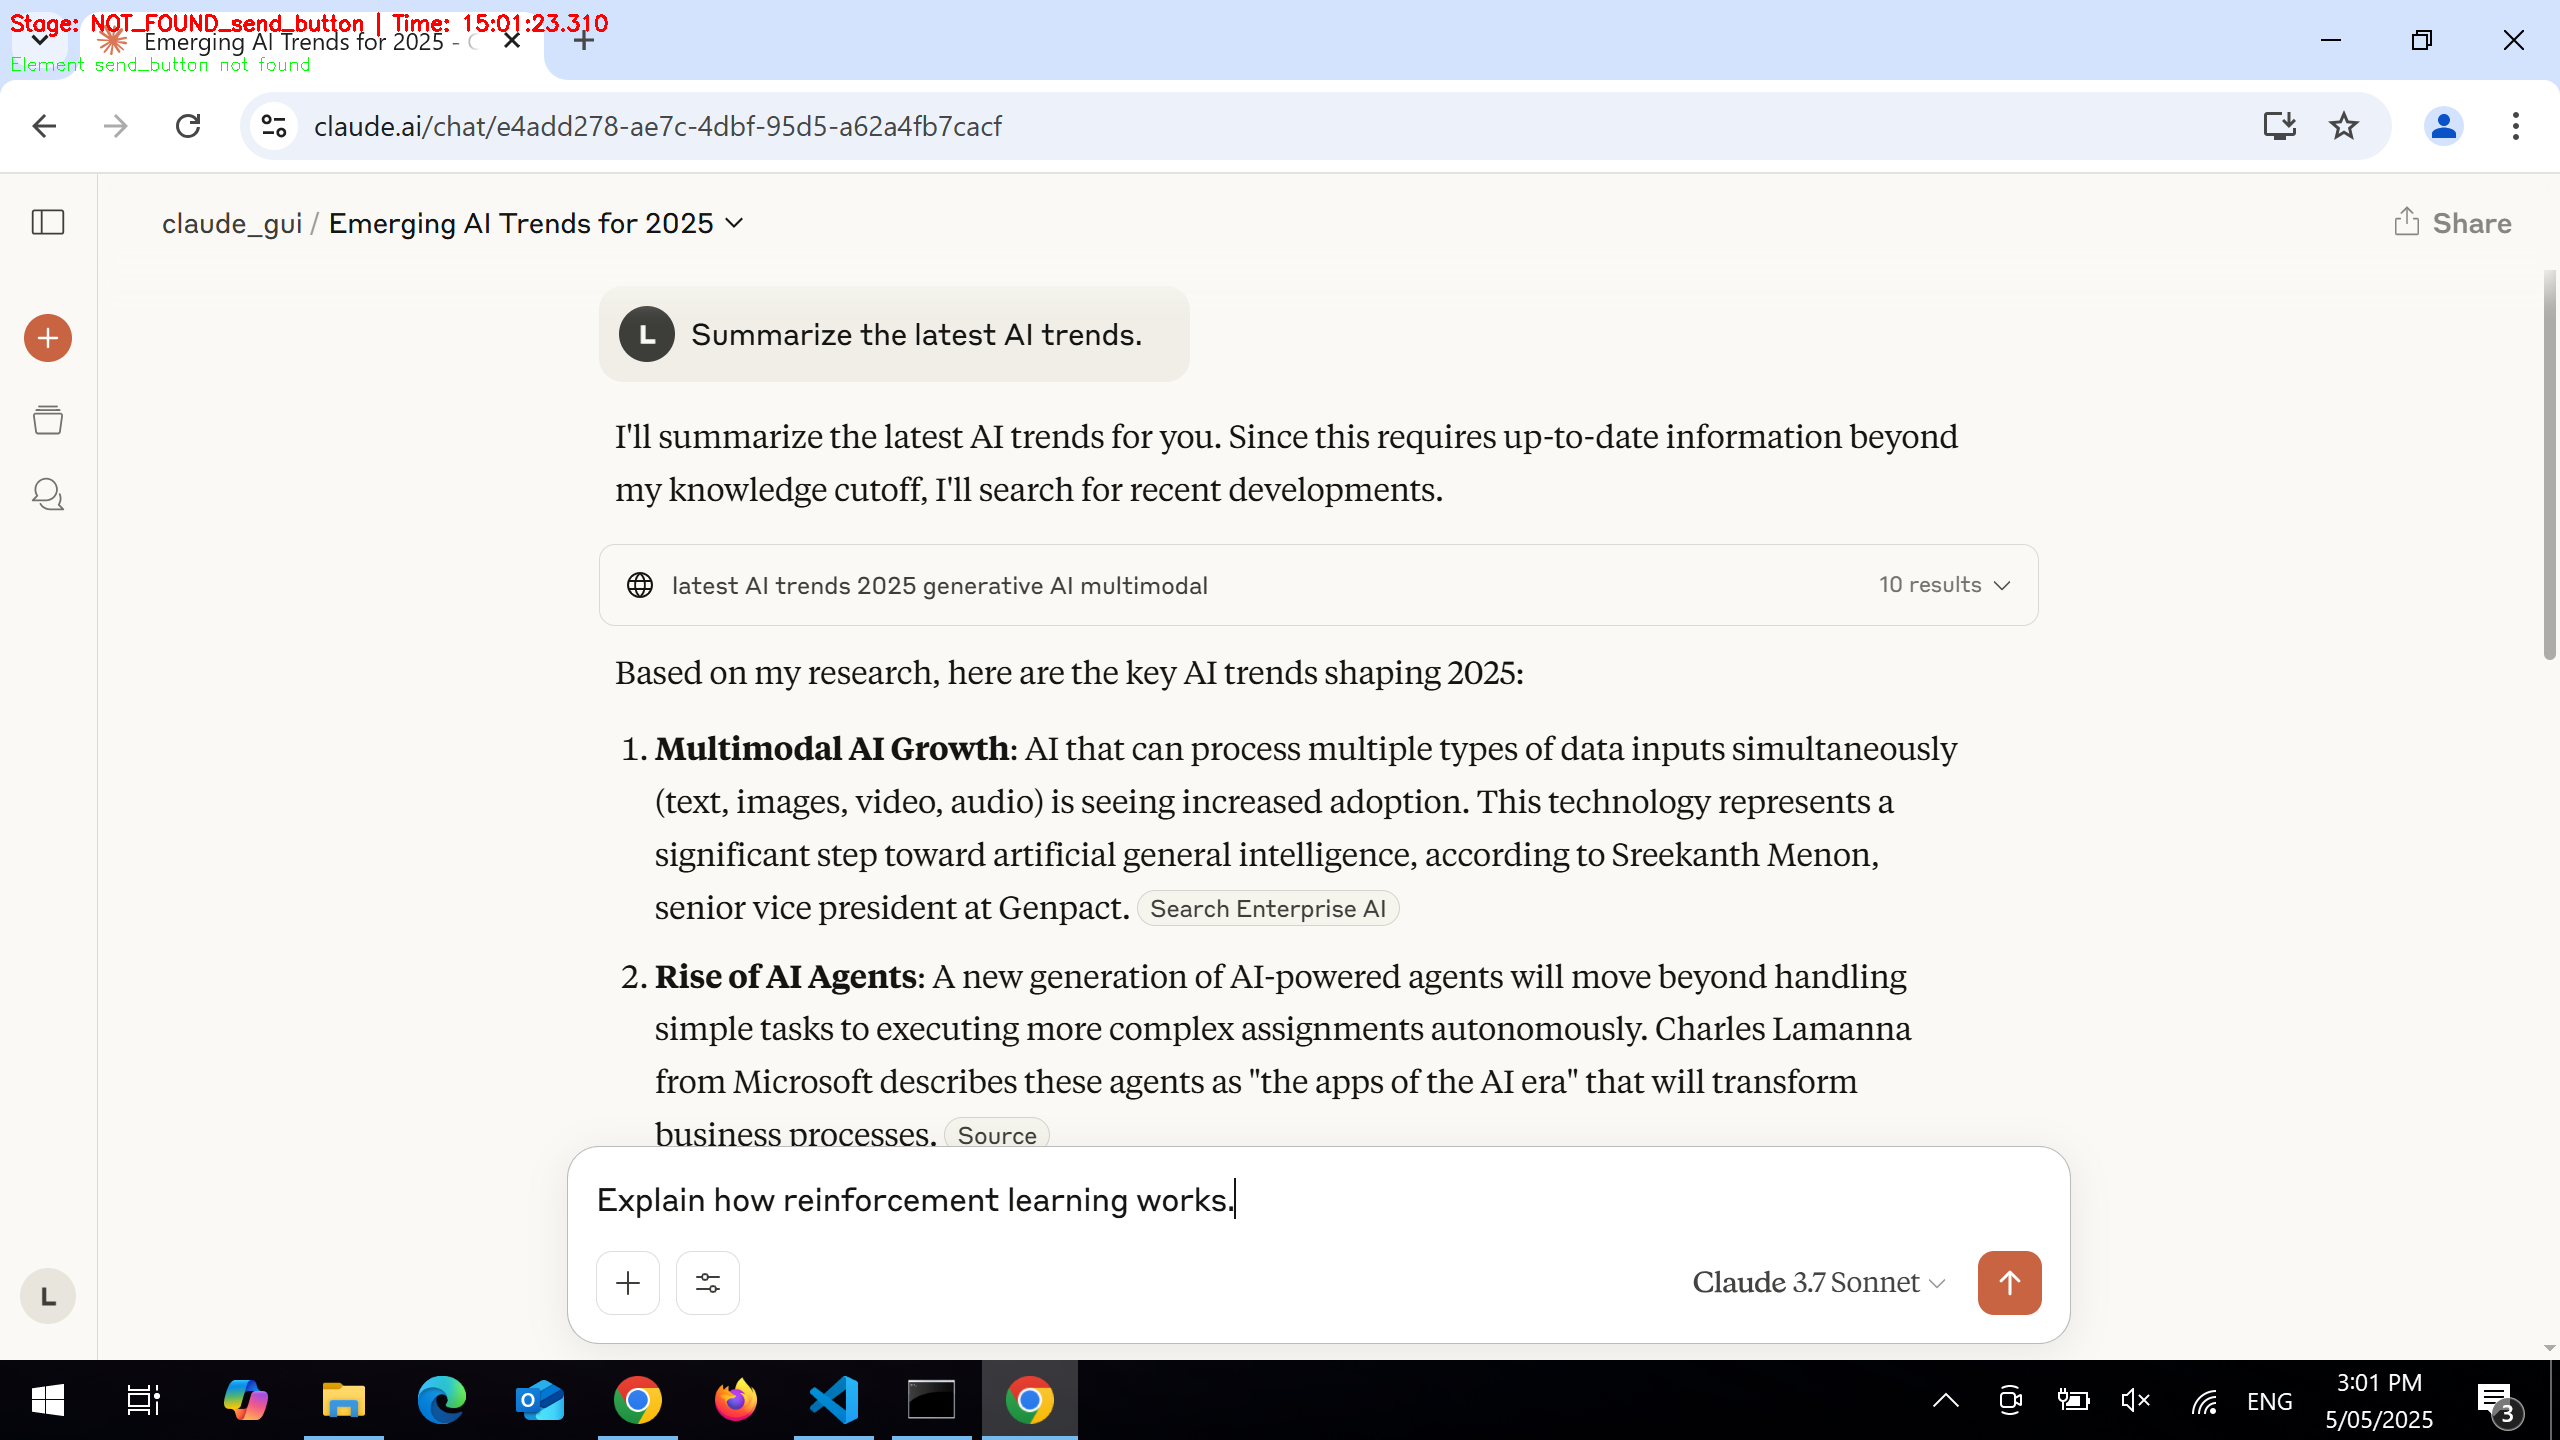 Stage: NOT_FOUND_send_button | Time: 15:01:23.310
Emerging AI Trends for 2025 - C
Element send_button not found
claude.ai/chat/e4add278-ae7c-4dbf-95d5-a62a4fb7cacf
claude_gui / Emerging AI Trends for 2025
Share
L Summarize the latest AI trends.
I'll summarize the latest AI trends for you. Since this requires up-to-date information beyond
my knowledge cutoff, I'll search for recent developments.
latest AI trends 2025 generative AI multimodal 10 results
Based on my research, here are the key AI trends shaping 2025:
1. Multimodal AI Growth: AI that can process multiple types of data inputs simultaneously
(text, images, video, audio) is seeing increased adoption. This technology represents a
significant step toward artificial general intelligence, according to Sreekanth Menon,
senior vice president at Genpact. Search Enterprise AI
2. Rise of AI Agents: A new generation of AI-powered agents will move beyond handling
simple tasks to executing more complex assignments autonomously. Charles Lamanna
from Microsoft describes these agents as "the apps of the AI era" that will transform
business processes. Source
Explain how reinforcement learning works.
Claude 3.7 Sonnet
L
ENG
3:01 PM
5/05/2025
3